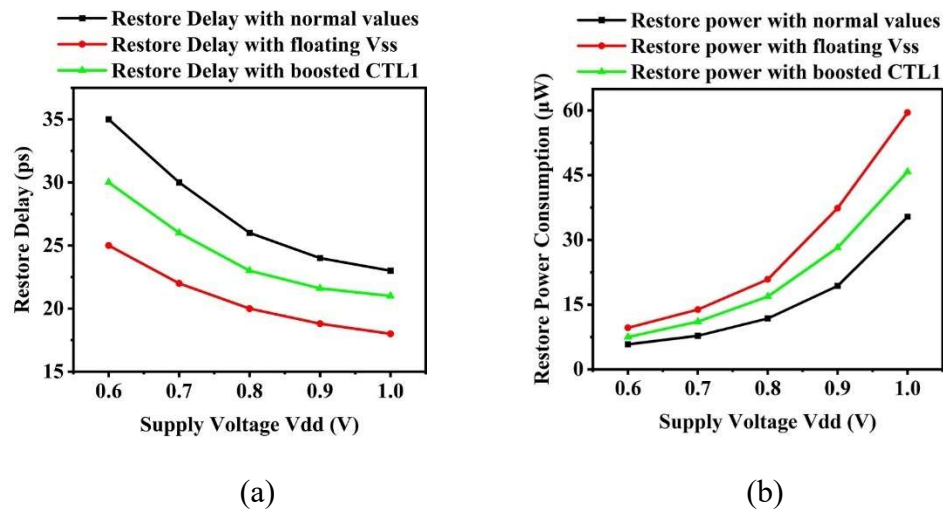 Restore Delay with normal values
Restore Delay with floating Vss
Restore Delay with boosted CTL1
35
30
25
20
15
Restore Delay (ps)
0.6 0.7 0.8 0.9 1.0
Supply Voltage Vdd (V)
(a)
Restore power with normal values
Restore power with floating Vss
Restore power with boosted CTL1
60
45
30
15
0
Restore Power Consumption (µW)
0.6 0.7 0.8 0.9 1.0
Supply Voltage Vdd (V)
(b)